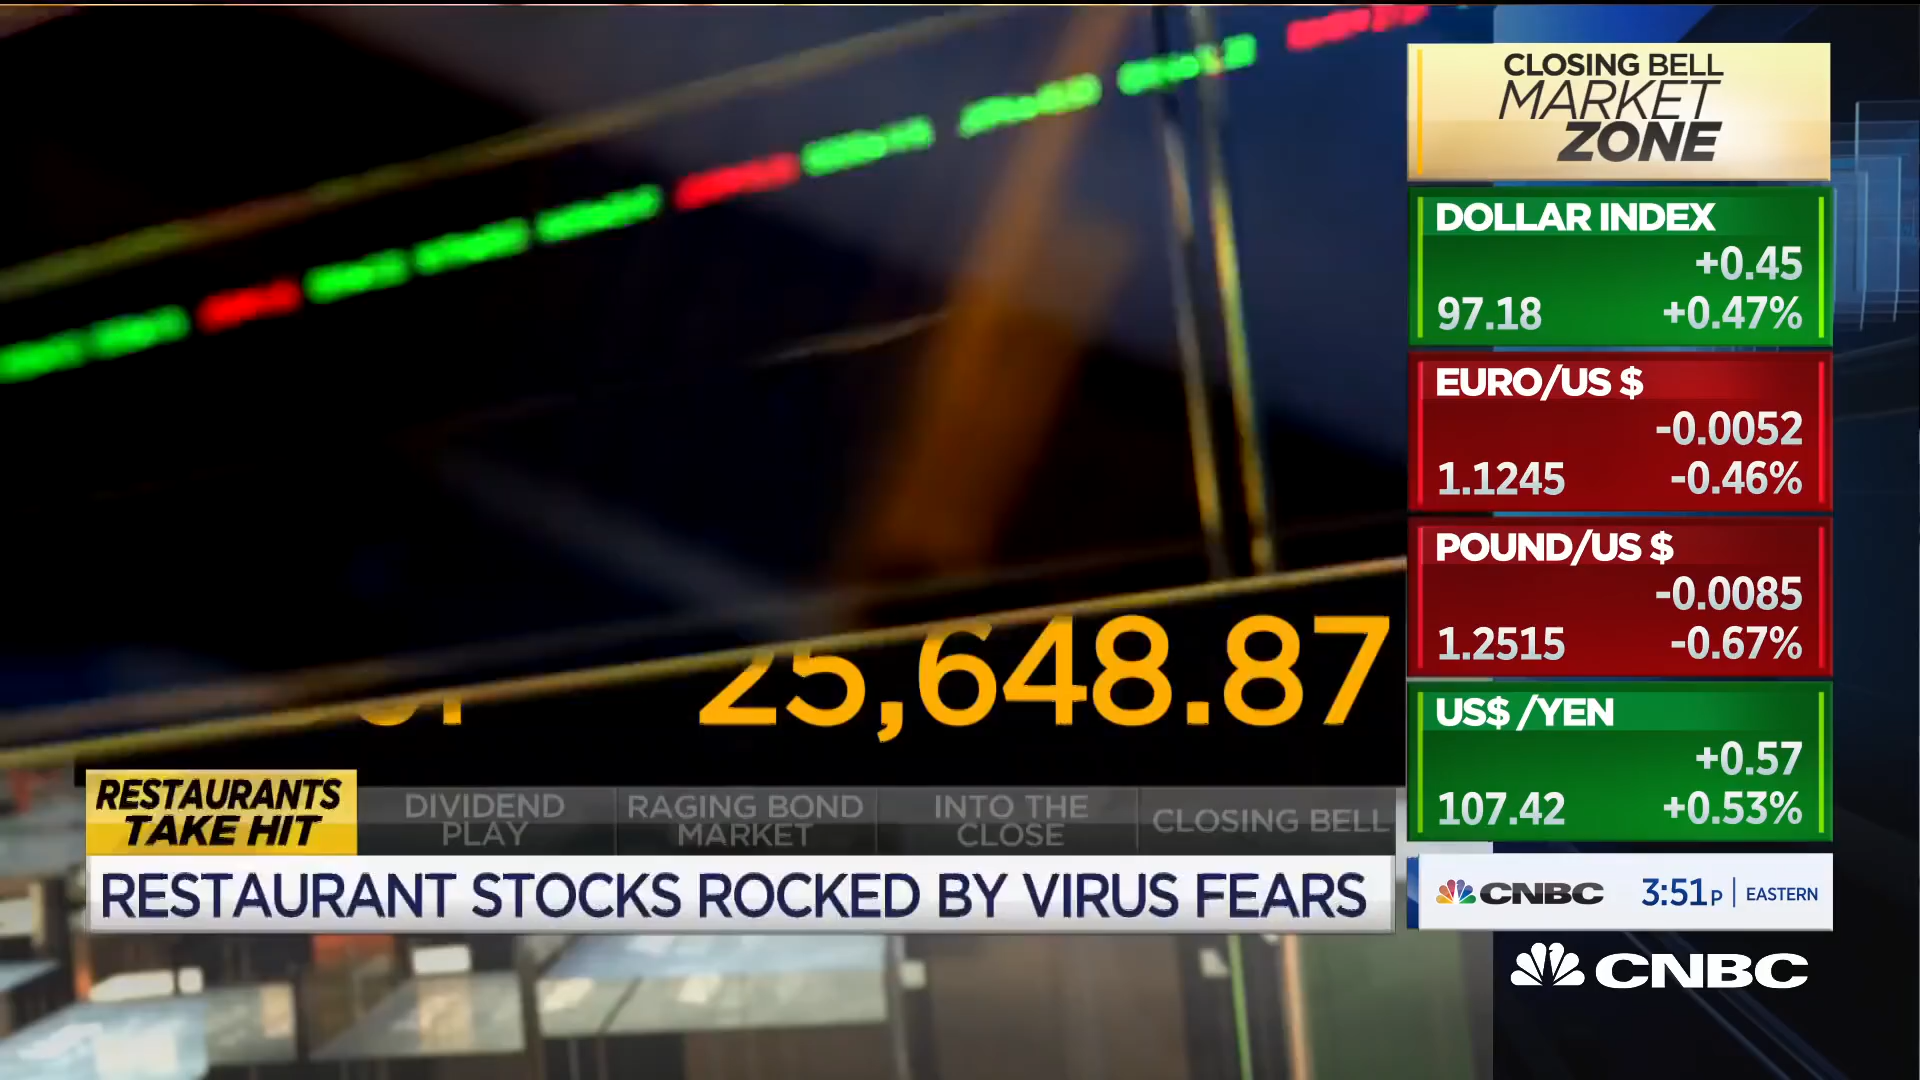 CLOSING BELL
MARKET
ZONE
DOLLAR INDEX
+0.45
97.18 +0.47%
EURO/US $
-0.0052
1.1245 -0.46%
POUND/US $
-0.0085
1.2515 -0.67%
US$ /YEN
+0.57
107.42 +0.53%
25,648.87
RESTAURANTS
TAKE HIT
DIVIDEND
PLAY
RAGING BOND
MARKET
INTO THE
CLOSE
CLOSING BELL
RESTAURANT STOCKS ROCKED BY VIRUS FEARS
CNBC 3:51P EASTERN
CNBC